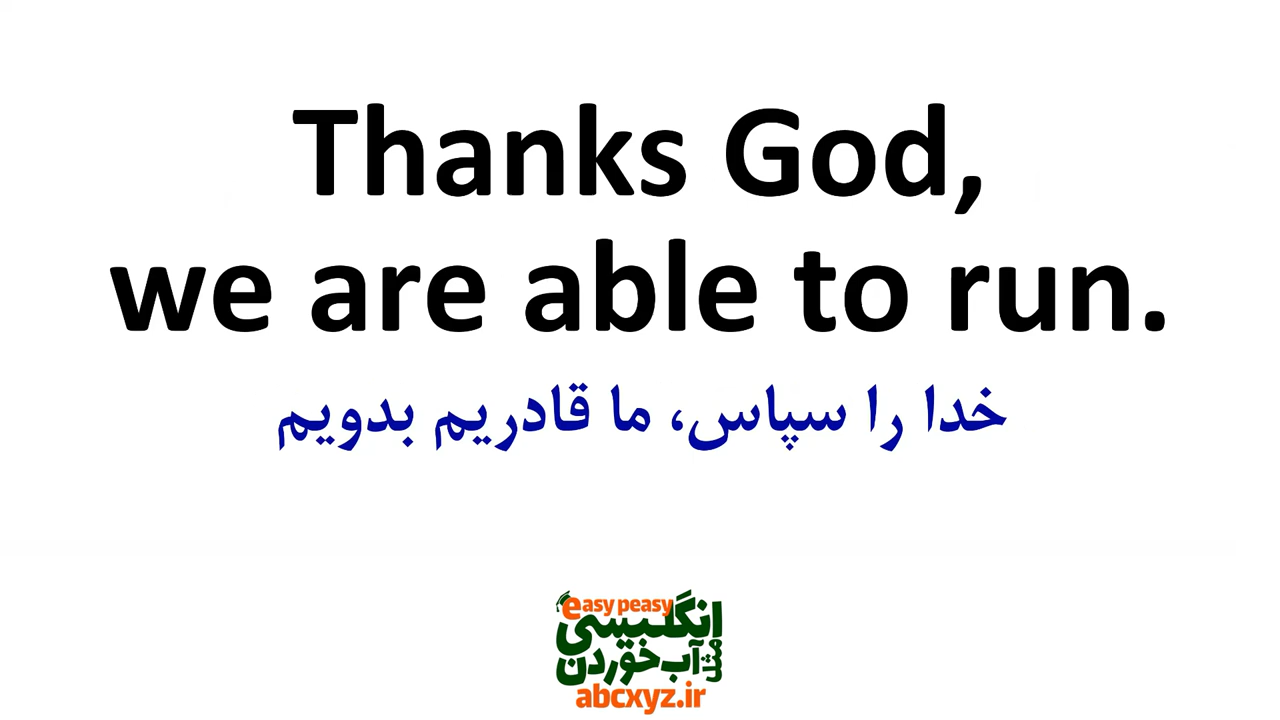 Thanks God,
we are able to run.
خدا را سپاس، ما قادریم بدویم
easy peasy
انگلیسی
مثل آب خوردن
abcxyz.ir